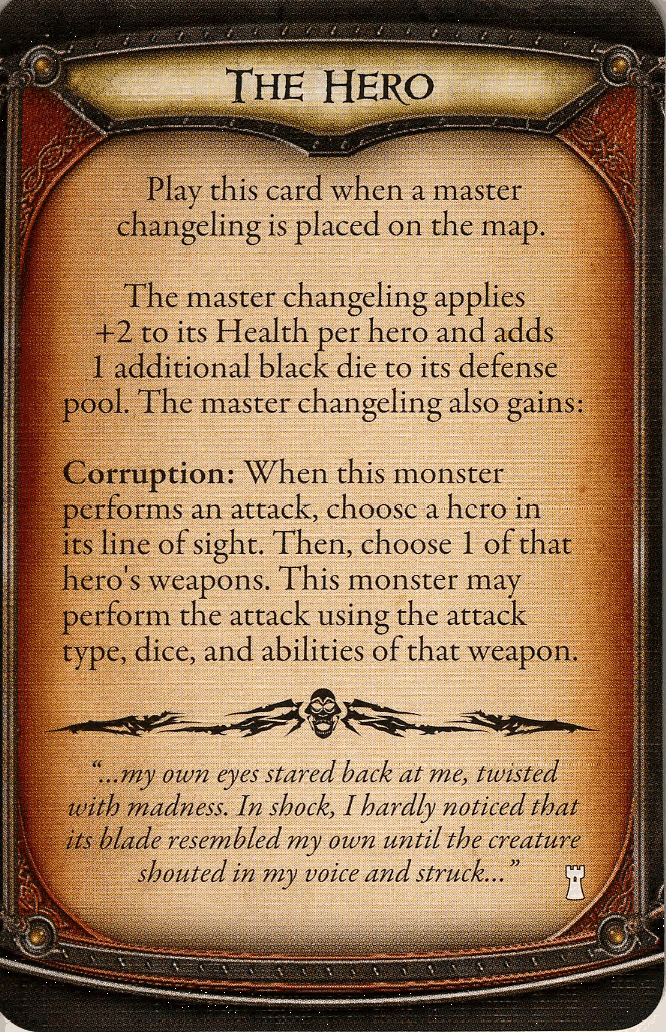 The Hero
Play this card when a master
changeling is placed on the map.
The master changeling applies
+2 to its Health per hero and adds
1 additional black die to its defense
pool. The master changeling also gains:
Corruption: When this monster
performs an attack, choose a hero in
its line of sight. Then, choose 1 of that
hero's weapons. This monster may
perform the attack using the attack
type, dice, and abilities of that weapon.
“...my own eyes stared back at me, twisted
with madness. In shock, I hardly noticed that
its blade resembled my own until the creature
shouted in my voice and struck...”